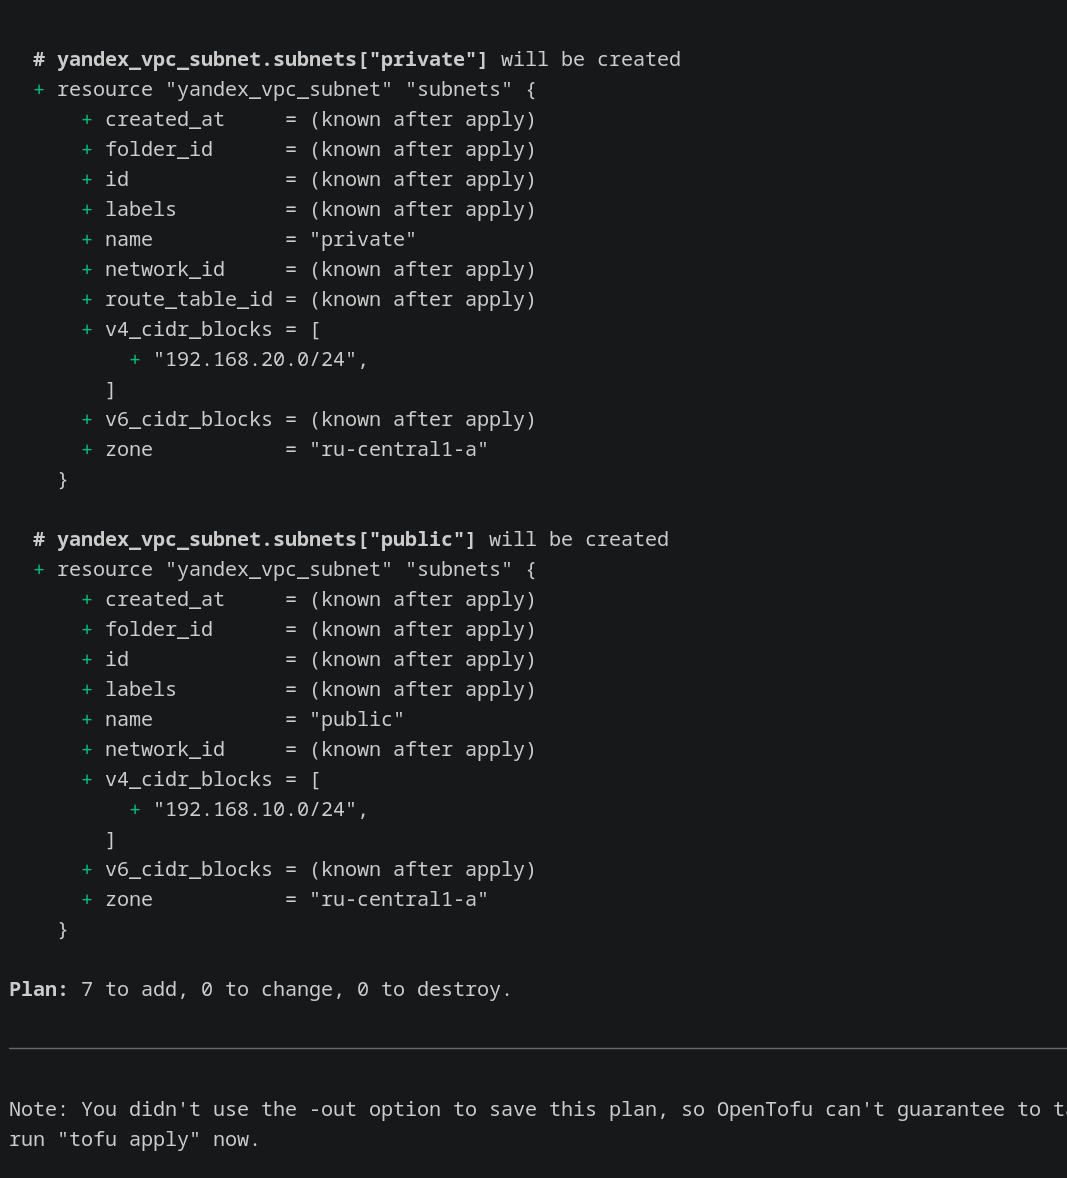 # yandex_vpc_subnet.subnets["private"] will be created
+ resource "yandex_vpc_subnet" "subnets" {
+ created_at = (known after apply)
+ folder_id = (known after apply)
+ id = (known after apply)
+ labels = (known after apply)
+ name = "private"
+ network_id = (known after apply)
+ route_table_id = (known after apply)
+ v4_cidr_blocks = [
+ "192.168.20.0/24",
]
+ v6_cidr_blocks = (known after apply)
+ zone = "ru-central1-a"
}
# yandex_vpc_subnet.subnets["public"] will be created
+ resource "yandex_vpc_subnet" "subnets" {
+ created_at = (known after apply)
+ folder_id = (known after apply)
+ id = (known after apply)
+ labels = (known after apply)
+ name = "public"
+ network_id = (known after apply)
+ v4_cidr_blocks = [
+ "192.168.10.0/24",
]
+ v6_cidr_blocks = (known after apply)
+ zone = "ru-central1-a"
}
Plan: 7 to add, 0 to change, 0 to destroy.
Note: You didn't use the -out option to save this plan, so OpenTofu can't guarantee to
run "tofu apply" now.